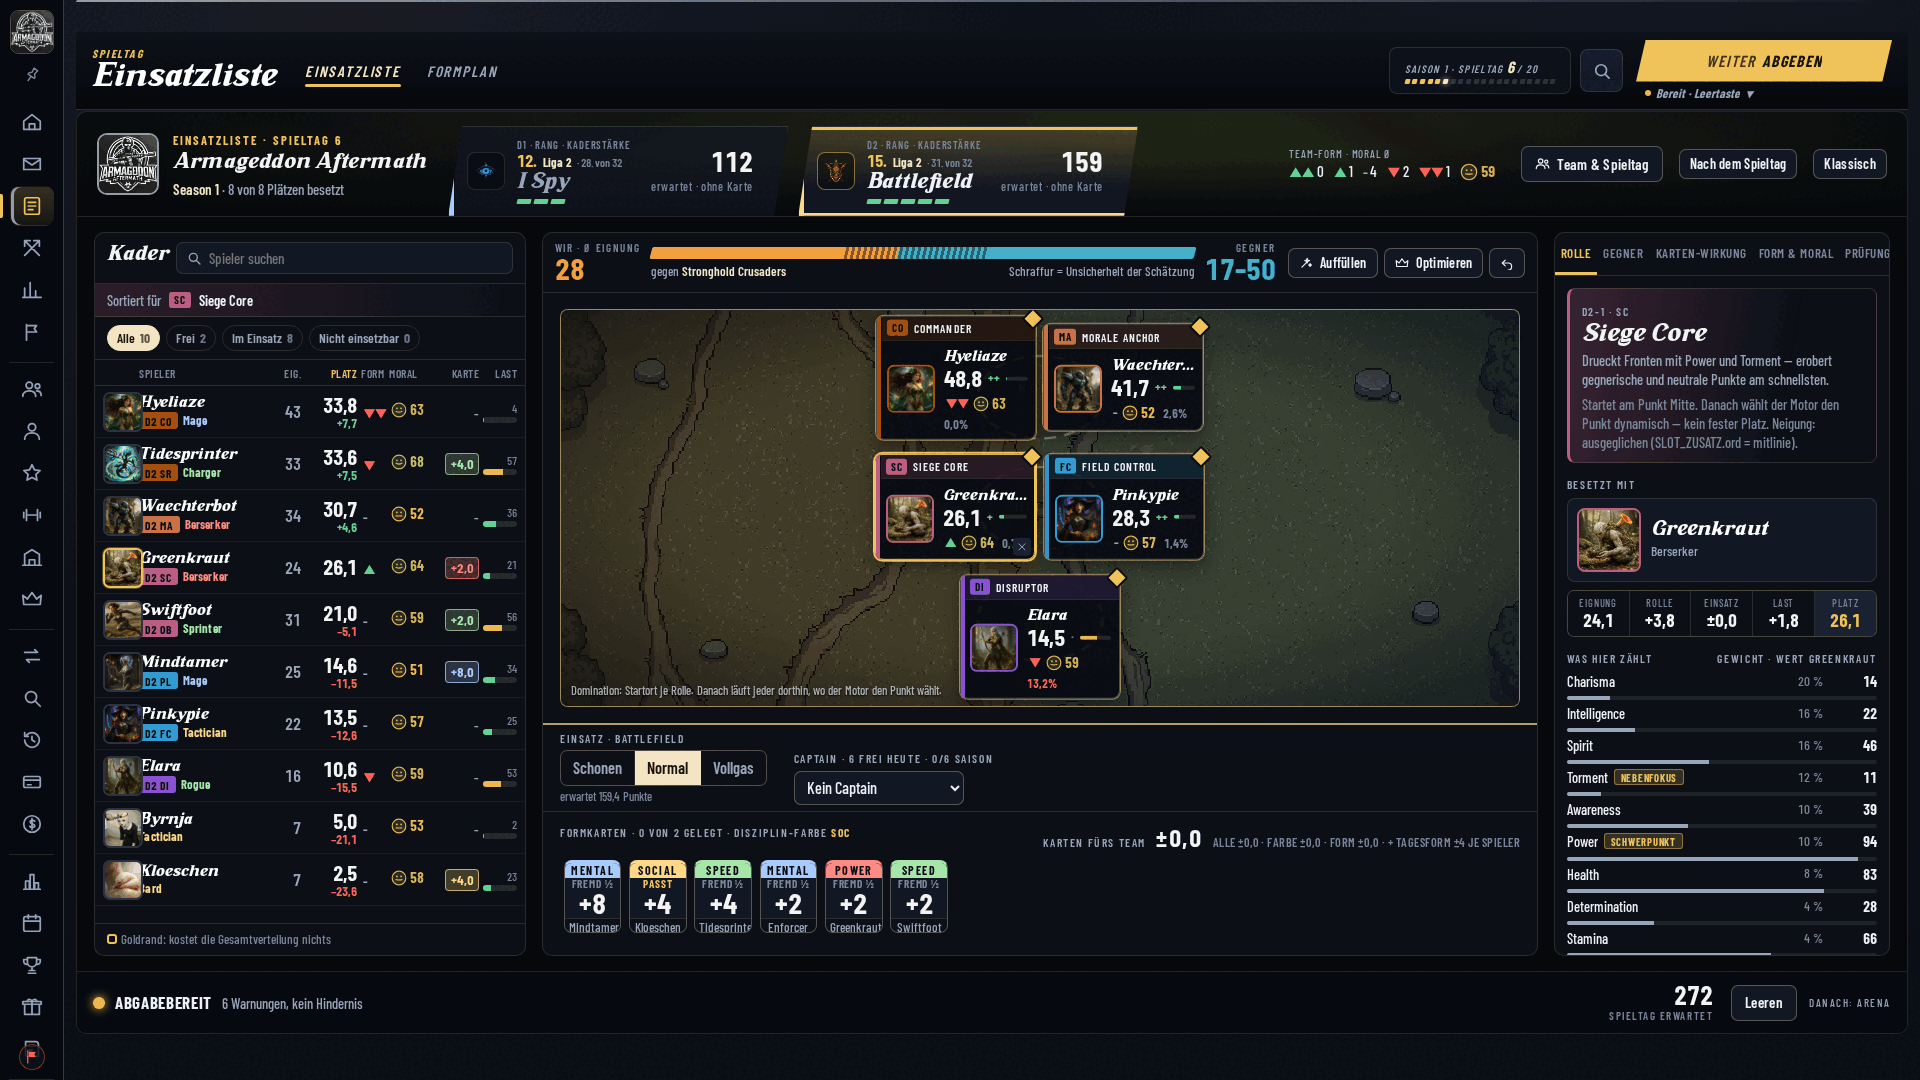 SPIELTAG
Einsatzliste
EINSATZLISTE
FORMPLAN
SAISON 1 · SPIELTAG 6 / 20
WEITER ABGEBEN
Bereit · Leertaste ▼
EINSATZLISTE · SPIELTAG 6
Armageddon Aftermath
Season 1 · 8 von 8 Plätzen besetzt
D1 · RANG · KADERSTÄRKE
12. Liga 2 · 28. von 32
I Spy
112
erwartet · ohne Karte
D2 · RANG · KADERSTÄRKE
15. Liga 2 · 31. von 32
Battlefield
159
erwartet · ohne Karte
TEAM-FORM · MORAL Ø
▲▲0 ▲1 –4 ▼2 ▼▼1 59
Team & Spieltag
Nach dem Spieltag
Klassisch
Kader
Spieler suchen
Sortiert für SC Siege Core
Alle 10
Frei 2
Im Einsatz 8
Nicht einsetzbar 0
SPIELER EIG. PLATZ FORM MORAL KARTE LAST
Hyeliaze 43 33,8 ▼▼ 63 – 4
D2 CO Mage +7,7
Tidesprinter 33 33,6 ▼ 68 +4,0 57
D2 SR Charger +7,5
Waechterbot 34 30,7 – 52 – 36
D2 MA Berserker +4,6
Greenkraut 24 26,1 ▲ 64 +2,0 21
D2 SC Berserker
Swiftfoot 31 21,0 – 59 +2,0 56
D2 OB Sprinter –5,1
Mindtamer 25 14,6 – 51 +8,0 34
D2 PL Mage –11,5
Pinkypie 22 13,5 – 57 – 25
D2 FC Tactician –12,6
Elara 16 10,6 ▼ 59 – 53
D2 DI Rogue –15,5
Byrnja 7 5,0 – 53 – 2
Tactician –21,1
Kloeschen 7 2,5 – 58 +4,0 23
Bard –23,6
Goldrand: kostet die Gesamtverteilung nichts
WIR · Ø EIGNUNG
28
gegen Stronghold Crusaders
Schraffur = Unsicherheit der Schätzung
GEGNER
17–50
Auffüllen
Optimieren
CO COMMANDER
Hyeliaze
48,8 ++
▼▼ 63
0,0%
MA MORALE ANCHOR
Waechter…
41,7 ++
– 52 2,6%
SC SIEGE CORE
Greenkra…
26,1 +
▲ 64
FC FIELD CONTROL
Pinkypie
28,3 ++
– 57 1,4%
DI DISRUPTOR
Elara
14,5 ·
▼ 59
13,2%
Domination: Startort je Rolle. Danach läuft jeder dorthin, wo der Motor den Punkt wählt.
EINSATZ · BATTLEFIELD
Schonen
Normal
Vollgas
erwartet 159,4 Punkte
CAPTAIN · 6 FREI HEUTE · 0/6 SAISON
Kein Captain
FORMKARTEN · 0 VON 2 GELEGT · DISZIPLIN-FARBE SOC
KARTEN FÜRS TEAM ±0,0 ALLE ±0,0 · FARBE ±0,0 · FORM ±0,0 · + TAGESFORM ±4 JE SPIELER
MENTAL
FREMD ½
+8
Mindtamer
SOCIAL
PASST
+4
Kloeschen
SPEED
FREMD ½
+4
Tidesprinte
MENTAL
FREMD ½
+2
Enforcer
POWER
FREMD ½
+2
Greenkraut
SPEED
FREMD ½
+2
Swiftfoot
ROLLE
GEGNER
KARTEN-WIRKUNG
FORM & MORAL
PRÜFUNG
D2-1 · SC
Siege Core
Drueckt Fronten mit Power und Torment — erobert
gegnerische und neutrale Punkte am schnellsten.
Startet am Punkt Mitte. Danach wählt der Motor den
Punkt dynamisch — kein fester Platz. Neigung:
ausgeglichen (SLOT_ZUSATZ.ord = mitlinie).
BESETZT MIT
Greenkraut
Berserker
EIGNUNG ROLLE EINSATZ LAST PLATZ
24,1 +3,8 ±0,0 +1,8 26,1
WAS HIER ZÄHLT GEWICHT · WERT GREENKRAUT
Charisma 20 % 14
Intelligence 16 % 22
Spirit 16 % 46
Torment NEBENFOKUS 12 % 11
Awareness 10 % 39
Power SCHWERPUNKT 10 % 94
Health 8 % 83
Determination 4 % 28
Stamina 4 % 66
ABGABEBEREIT 6 Warnungen, kein Hindernis
272
SPIELTAG ERWARTET
Leeren
DANACH: ARENA